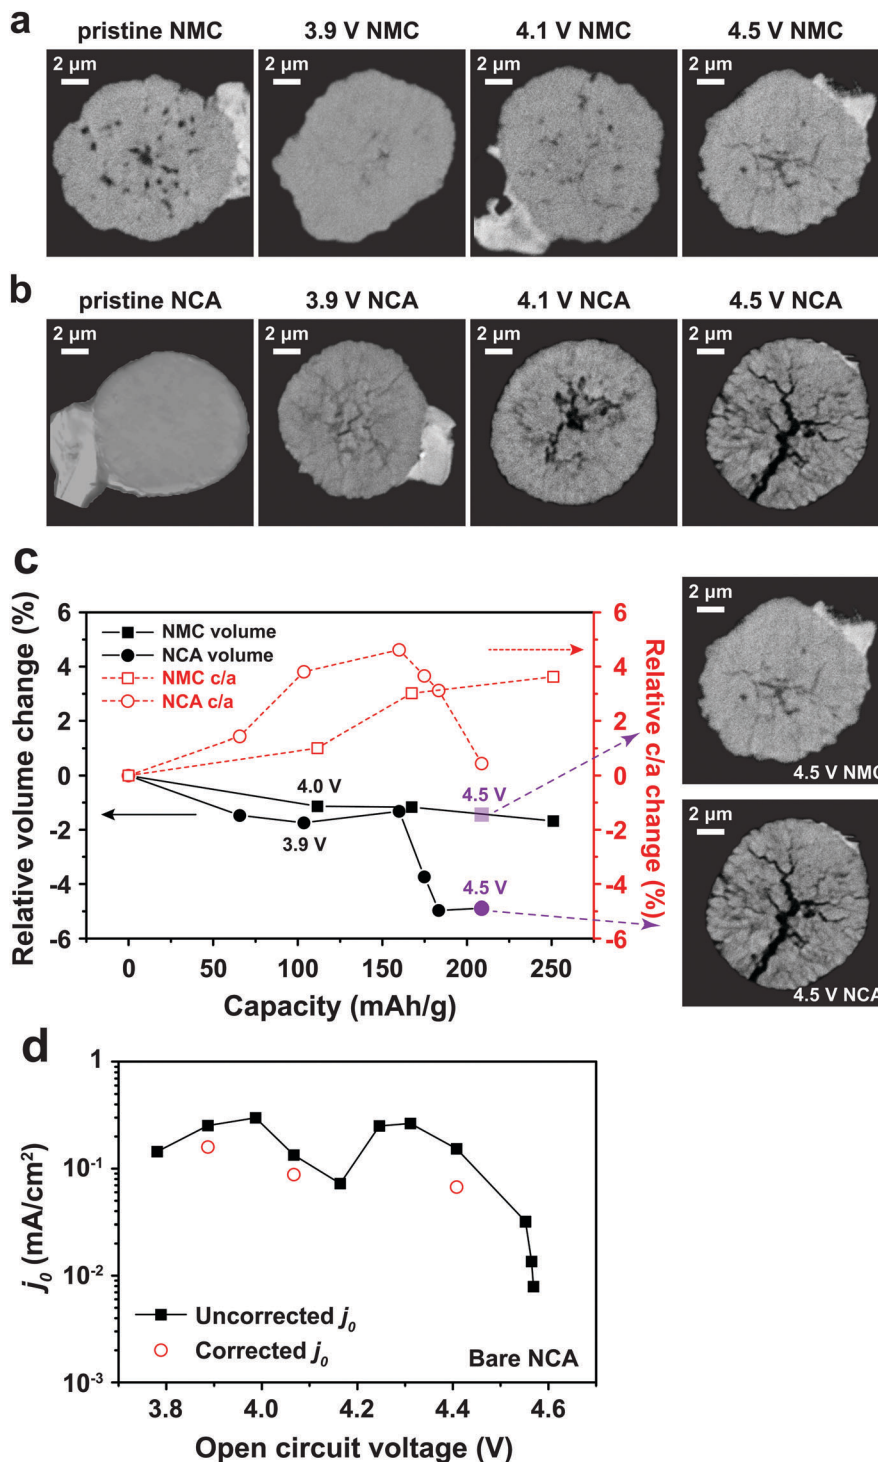 a
pristine NMC 3.9 V NMC 4.1 V NMC 4.5 V NMC
2 μm 2 μm 2 μm 2 μm
b
pristine NCA 3.9 V NCA 4.1 V NCA 4.5 V NCA
2 μm 2 μm 2 μm 2 μm
c
Relative volume change (%)
6
4
2
0
-2
-4
-6
NMC volume
NCA volume
NMC c/a
NCA c/a
4.0 V
3.9 V
4.5 V
4.5 V
6
4
2
0
-2
-4
-6
Relative c/a change (%)
0 50 100 150 200 250
Capacity (mAh/g)
2 μm
4.5 V NMC
2 μm
4.5 V NCA
d
j0 (mA/cm2)
1
10-1
10-2
10-3
Uncorrected j0
Corrected j0
Bare NCA
3.8 4.0 4.2 4.4 4.6
Open circuit voltage (V)